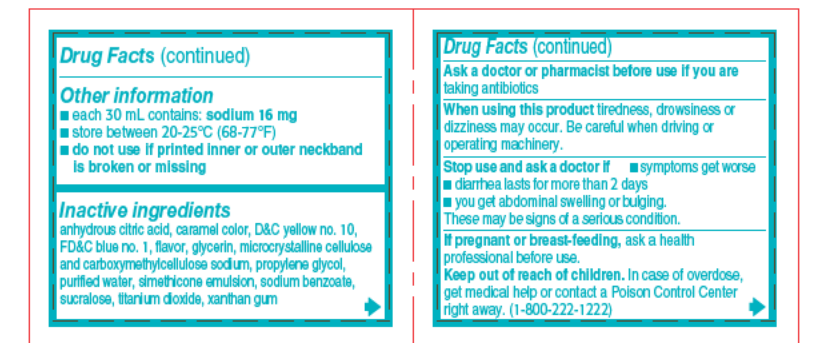 Drug Facts (continued)
Other information
■ each 30 mL contains: sodium 16 mg
■ store between 20-25°C (68-77°F)
■ do not use if printed inner or outer neckband
is broken or missing
Inactive ingredients
anhydrous citric acid, caramel color, D&C yellow no. 10,
FD&C blue no. 1, flavor, glycerin, microcrystalline cellulose
and carboxymethylcellulose sodium, propylene glycol,
purified water, simethicone emulsion, sodium benzoate,
sucralose, titanium dioxide, xanthan gum
Drug Facts (continued)
Ask a doctor or pharmacist before use if you are
taking antibiotics
When using this product tiredness, drowsiness or
dizziness may occur. Be careful when driving or
operating machinery.
Stop use and ask a doctor if ■ symptoms get worse
■ diarrhea lasts for more than 2 days
■ you get abdominal swelling or bulging.
These may be signs of a serious condition.
If pregnant or breast-feeding, ask a health
professional before use.
Keep out of reach of children. In case of overdose,
get medical help or contact a Poison Control Center
right away. (1-800-222-1222)